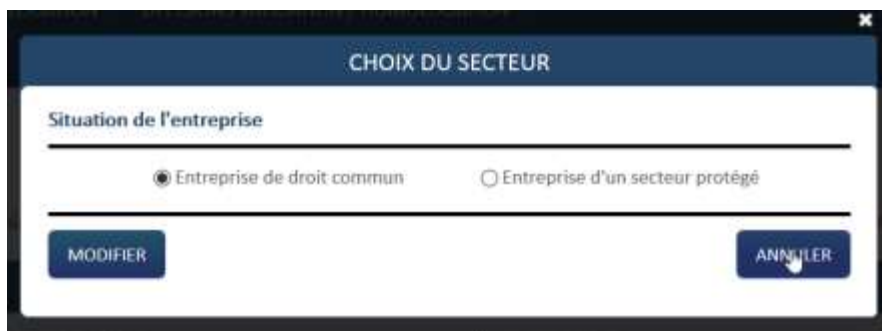 CHOIX DU SECTEUR
Situation de l'entreprise
Entreprise de droit commun Entreprise d'un secteur protégé
MODIFIER ANNULER